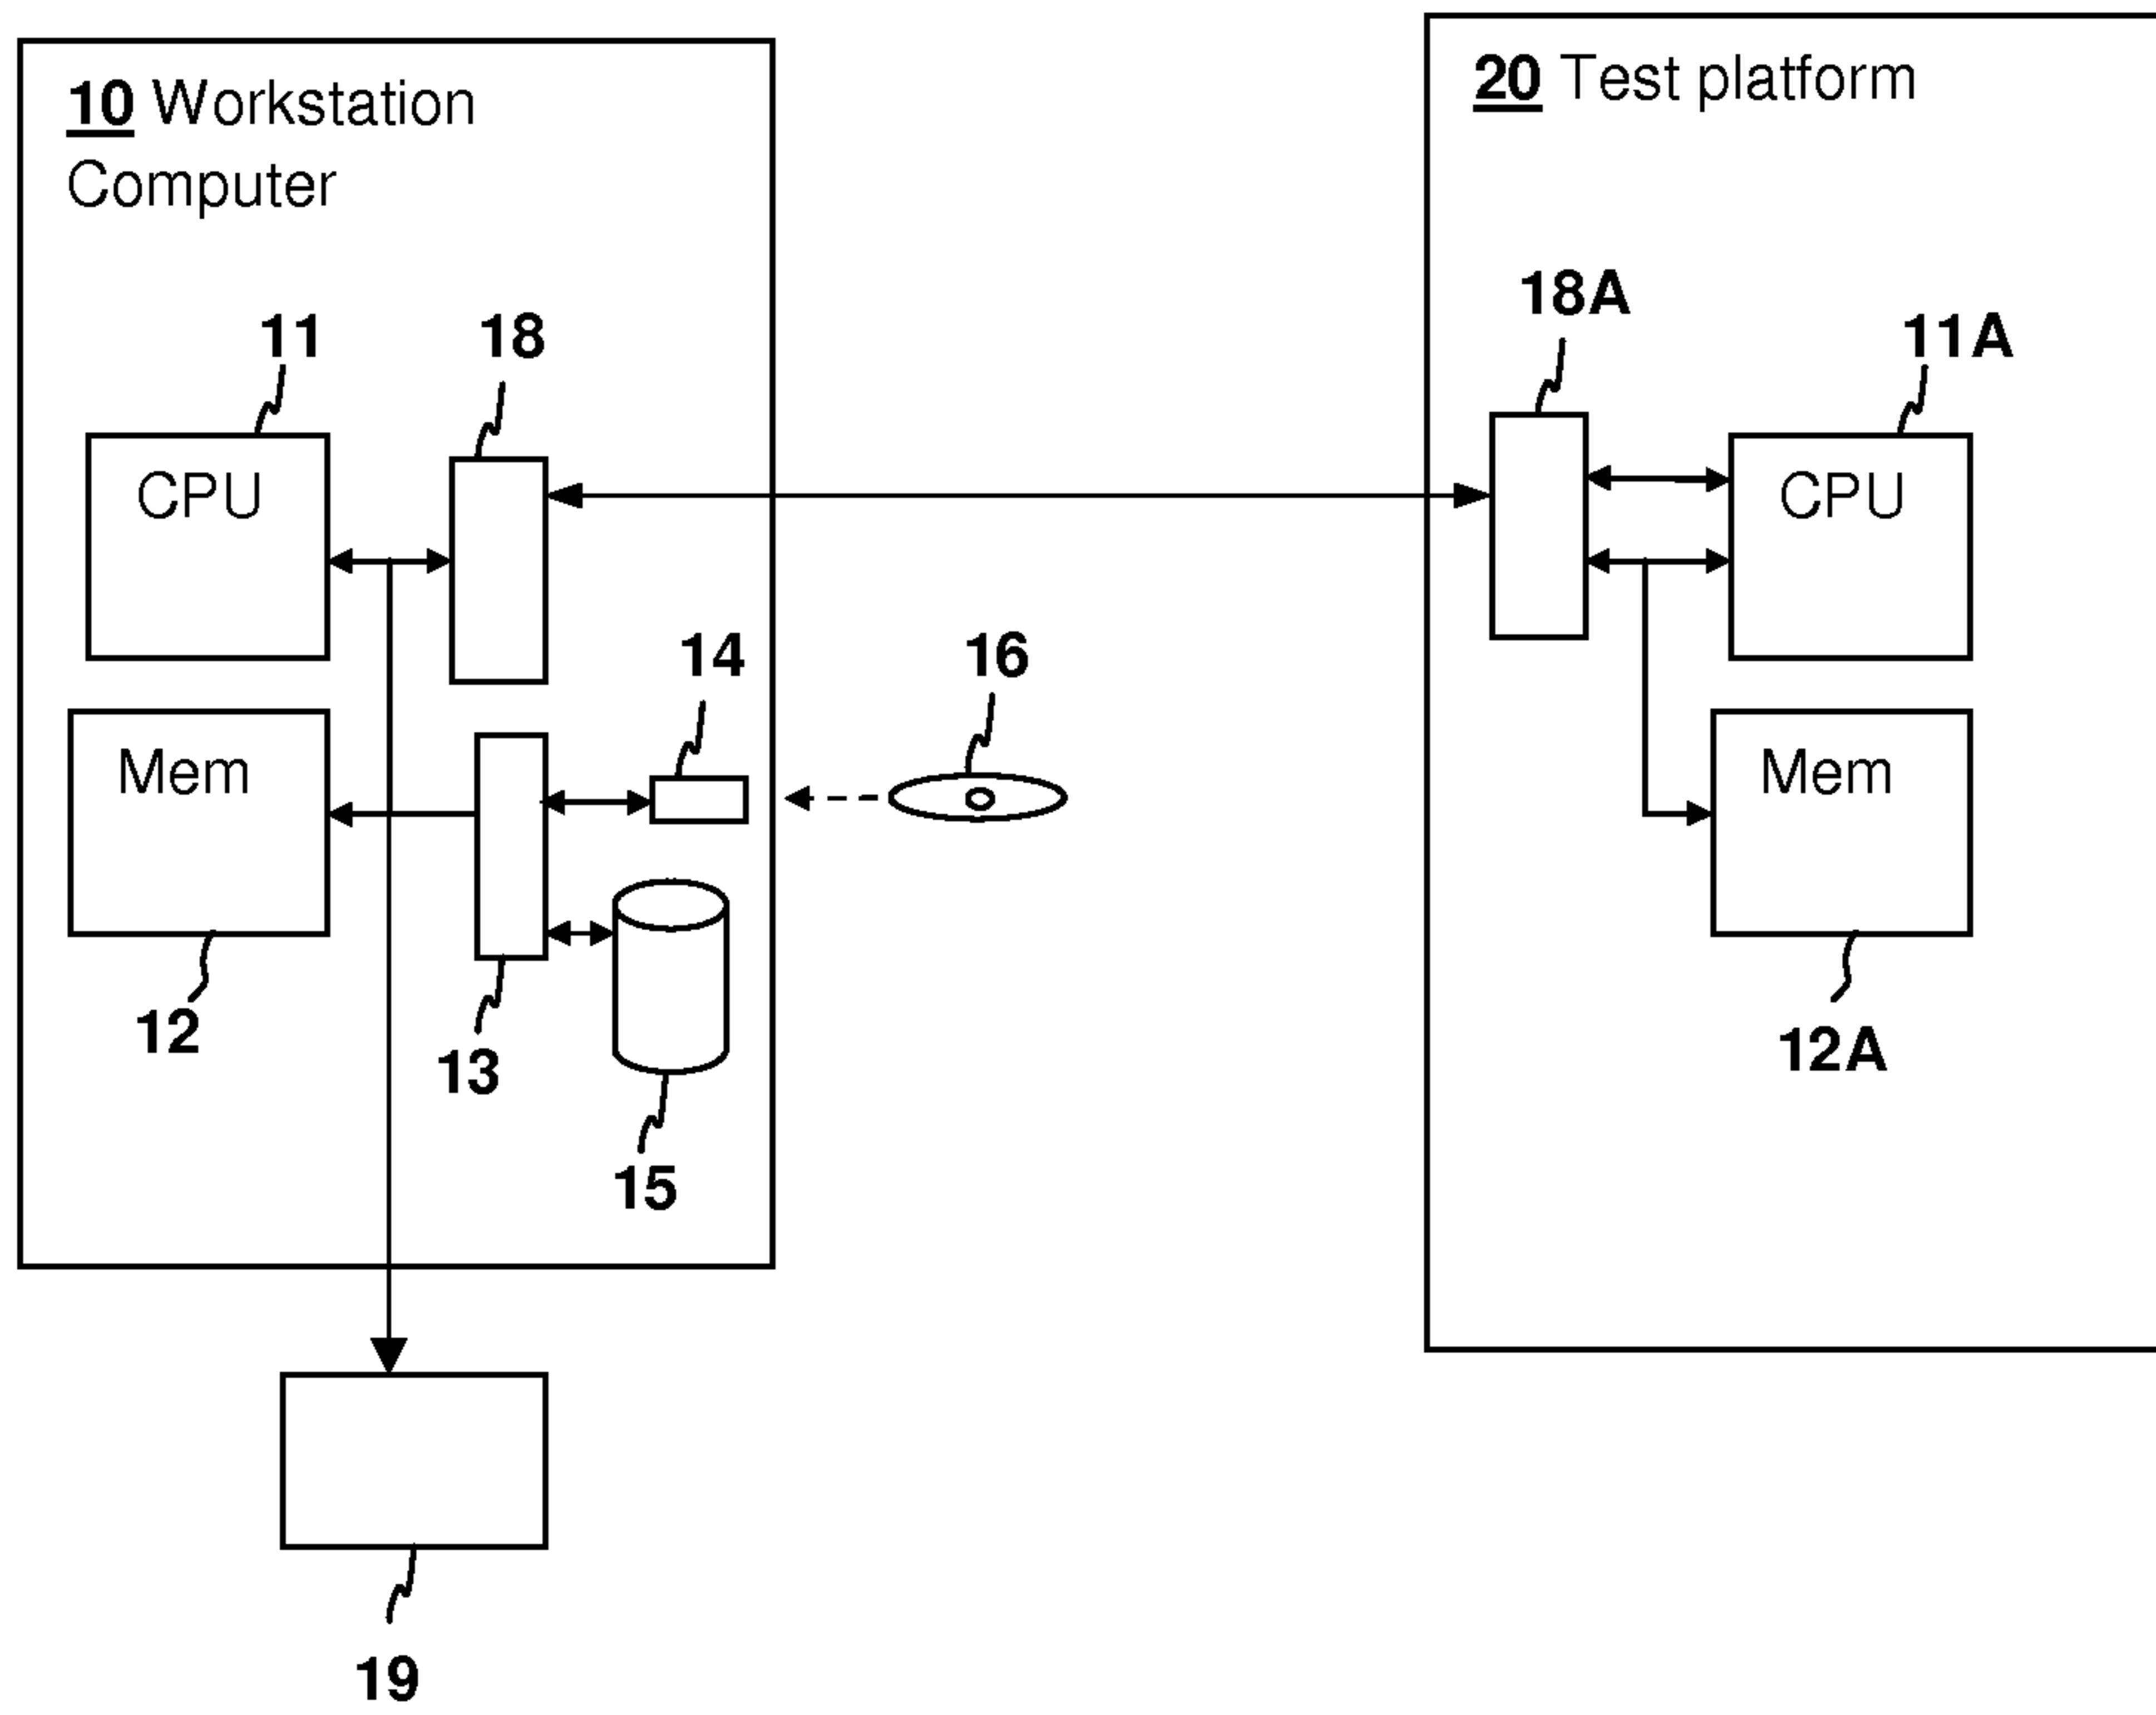 10 Workstation
Computer
20 Test platform
18A
11
18
11A
CPU
CPU
14
16
Mem
Mem
12
13
12A
15
19